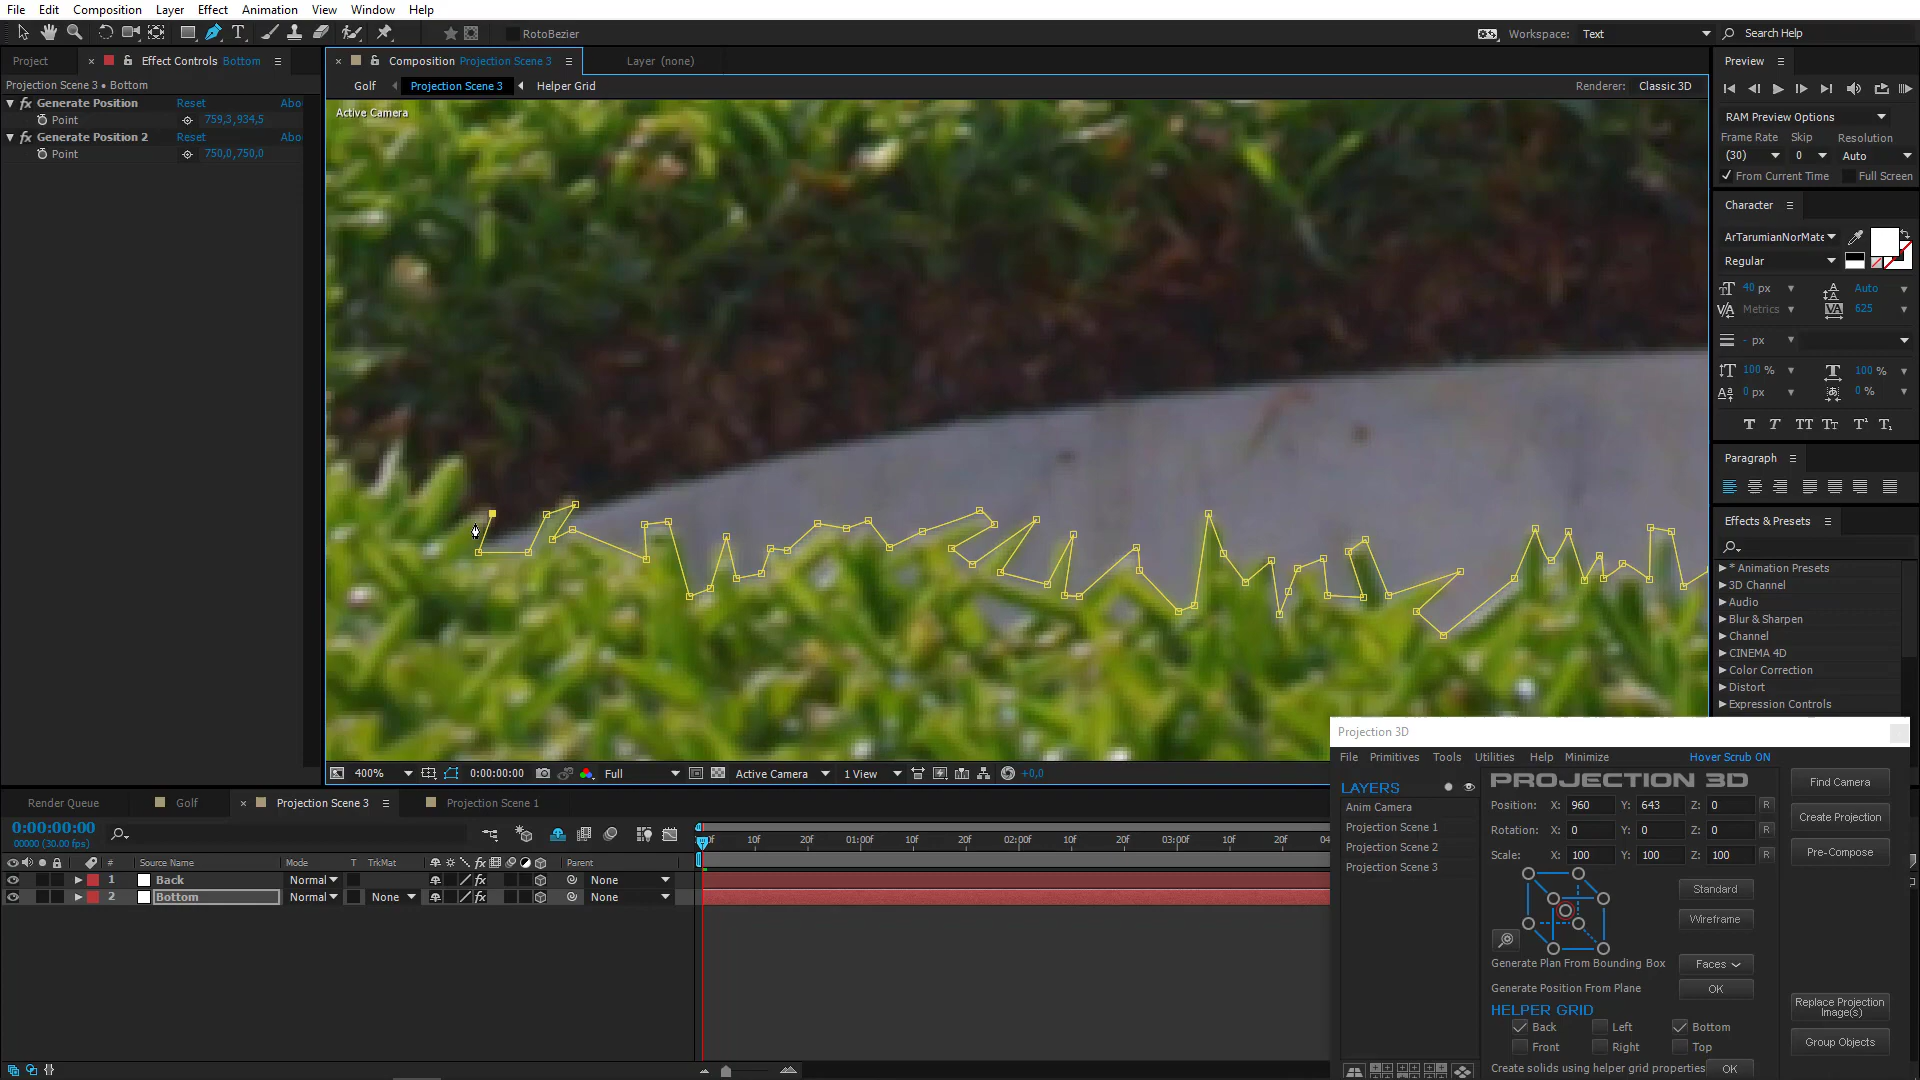 File Edit Composition Layer Effect Animation View Window Help
RotoBezier
Workspace: Text
Search Help
Project
Effect Controls Bottom
Projection Scene 3 • Bottom
Generate Position Reset Abo
Point 759,3,934,5
Generate Position 2 Reset Abo
Point 750,0,750,0
Composition Projection Scene 3
Layer (none)
Golf Projection Scene 3 Helper Grid
Renderer: Classic 3D
Active Camera
400% 0:00:00:00 Full Active Camera 1 View +0,0
Preview
RAM Preview Options
Frame Rate Skip Resolution
(30) 0 Auto
From Current Time Full Screen
Character
ArTarumianNorMate
Regular
40 px Auto
Metrics 625
- px
100 % 100 %
0 px 0 %
Paragraph
Effects & Presets
* Animation Presets
3D Channel
Audio
Blur & Sharpen
Channel
CINEMA 4D
Color Correction
Distort
Expression Controls
Render Queue Golf Projection Scene 3 Projection Scene 1
0:00:00:00
00000 (30.00 fps)
# Source Name Mode T TrkMat Parent
1 Back Normal None
2 Bottom Normal None None
10f 20f 01:00f 10f 20f 02:00f 10f 20f 03:00f 10f 20f 04
Projection 3D
File Primitives Tools Utilities Help Minimize Hover Scrub ON
LAYERS
Anim Camera
Projection Scene 1
Projection Scene 2
Projection Scene 3
PROJECTION 3D
Position: X: 960 Y: 643 Z: 0 R
Rotation: X: 0 Y: 0 Z: 0 R
Scale: X: 100 Y: 100 Z: 100 R
Standard
Wireframe
Generate Plan From Bounding Box Faces
Generate Position From Plane OK
HELPER GRID
Back Left Bottom
Front Right Top
Create solids using helper grid properties OK
Find Camera
Create Projection
Pre-Compose
Replace Projection
Image(s)
Group Objects